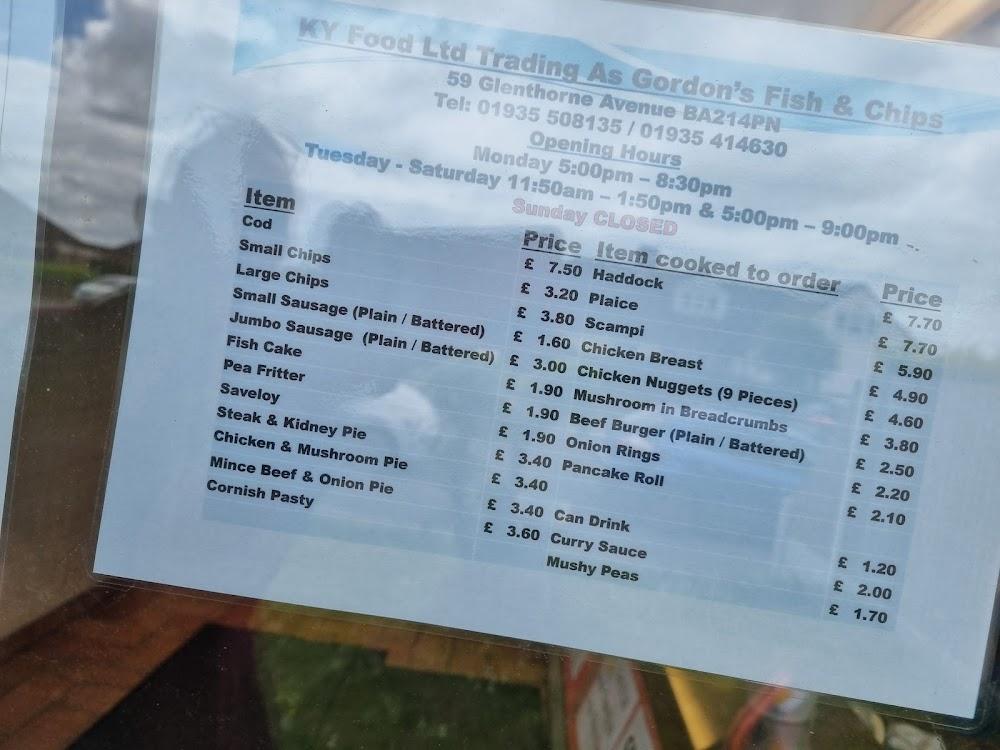 KY Food Ltd Trading As Gordon's Fish & Chips
59 Glenthorne Avenue BA214PN
Tel: 01935 508135 / 01935 414630
Opening Hours
Monday 5:00pm – 8:30pm
Tuesday - Saturday 11:50am – 1:50pm & 5:00pm – 9:00pm
Sunday CLOSED
Item Price Item cooked to order Price
Cod £ 7.50 Haddock £ 7.70
Small Chips £ 3.20 Plaice £ 7.70
Large Chips £ 3.80 Scampi £ 5.90
Small Sausage (Plain / Battered) £ 1.60 Chicken Breast £ 4.90
Jumbo Sausage (Plain / Battered) £ 3.00 Chicken Nuggets (9 Pieces) £ 4.60
Fish Cake £ 1.90 Mushroom in Breadcrumbs £ 3.80
Pea Fritter £ 1.90 Beef Burger (Plain / Battered) £ 2.50
Saveloy £ 1.90 Onion Rings £ 2.20
Steak & Kidney Pie £ 3.40 Pancake Roll £ 2.10
Chicken & Mushroom Pie £ 3.40
Mince Beef & Onion Pie £ 3.40 Can Drink £ 1.20
Cornish Pasty £ 3.60 Curry Sauce £ 2.00
Mushy Peas £ 1.70